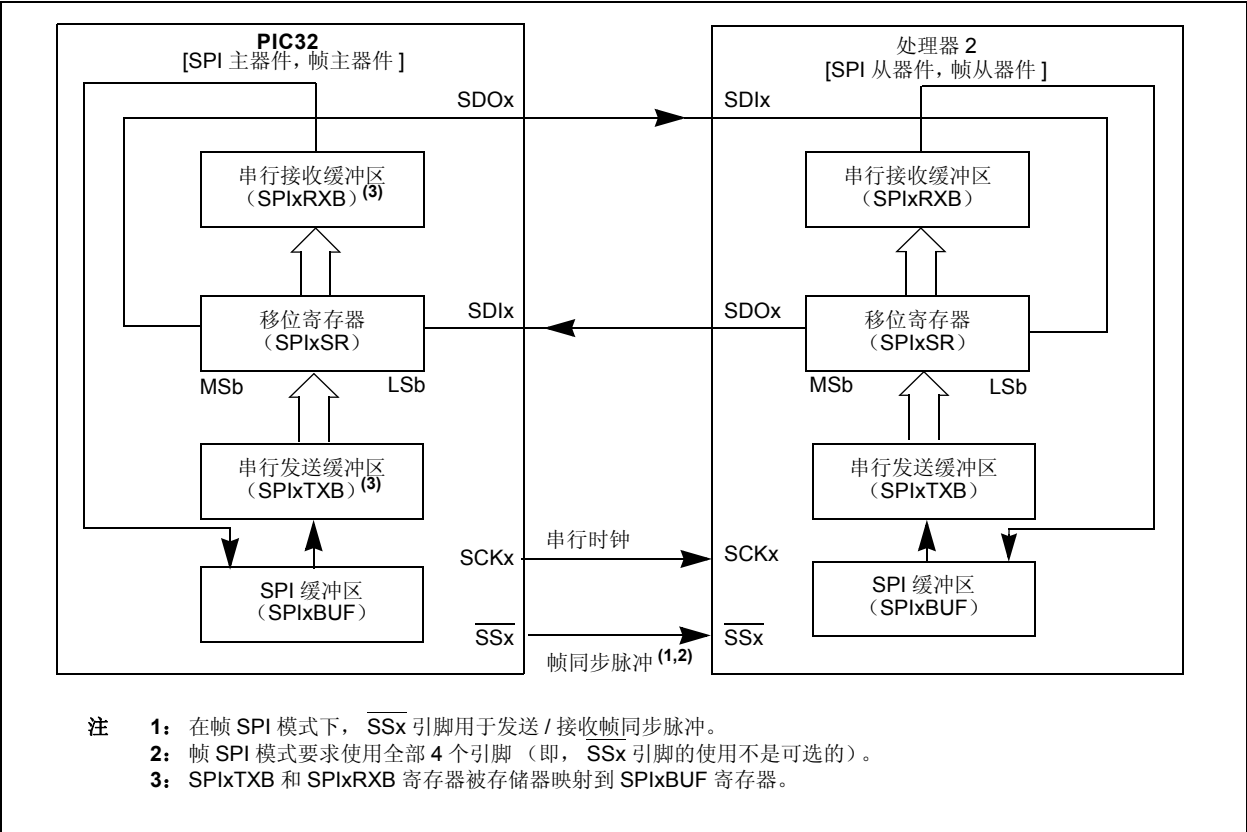 PIC32
[SPI 主器件，帧主器件 ]
处理器 2
[SPI 从器件，帧从器件 ]
SDOx
SDIx
串行接收缓冲区
（SPIxRXB）(3)
串行接收缓冲区
（SPIxRXB）
移位寄存器
（SPIxSR）
SDIx
SDOx
移位寄存器
（SPIxSR）
MSb
LSb
MSb
LSb
串行发送缓冲区
（SPIxTXB）(3)
串行发送缓冲区
（SPIxTXB）
SCKx
串行时钟
SCKx
SPI 缓冲区
（SPIxBUF）
SPI 缓冲区
（SPIxBUF）
SSx
SSx
帧同步脉冲 (1,2)
注 1： 在帧 SPI 模式下， SSx 引脚用于发送 / 接收帧同步脉冲。
2： 帧 SPI 模式要求使用全部 4 个引脚 （即， SSx 引脚的使用不是可选的）。
3： SPIxTXB 和 SPIxRXB 寄存器被存储器映射到 SPIxBUF 寄存器。